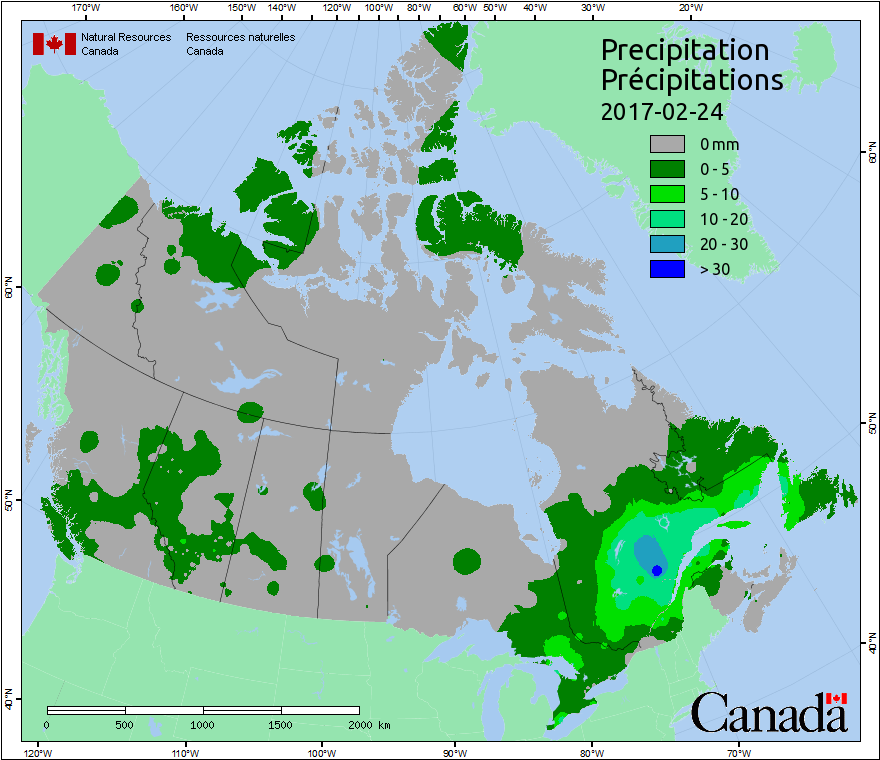 170°W 160°W 150°W 140°W 120°W 100°W 80°W 60°W 50°W 40°W 30°W 20°W
Natural Resources Ressources naturelles
Canada Canada
Precipitation
Précipitations
2017-02-24
0 mm
0 - 5
5 - 10
10 - 20
20 - 30
> 30
60°N 60°N
50°N 50°N
40°N 40°N
0 500 1000 1500 2000 km
Canada
120°W 110°W 100°W 90°W 80°W 70°W